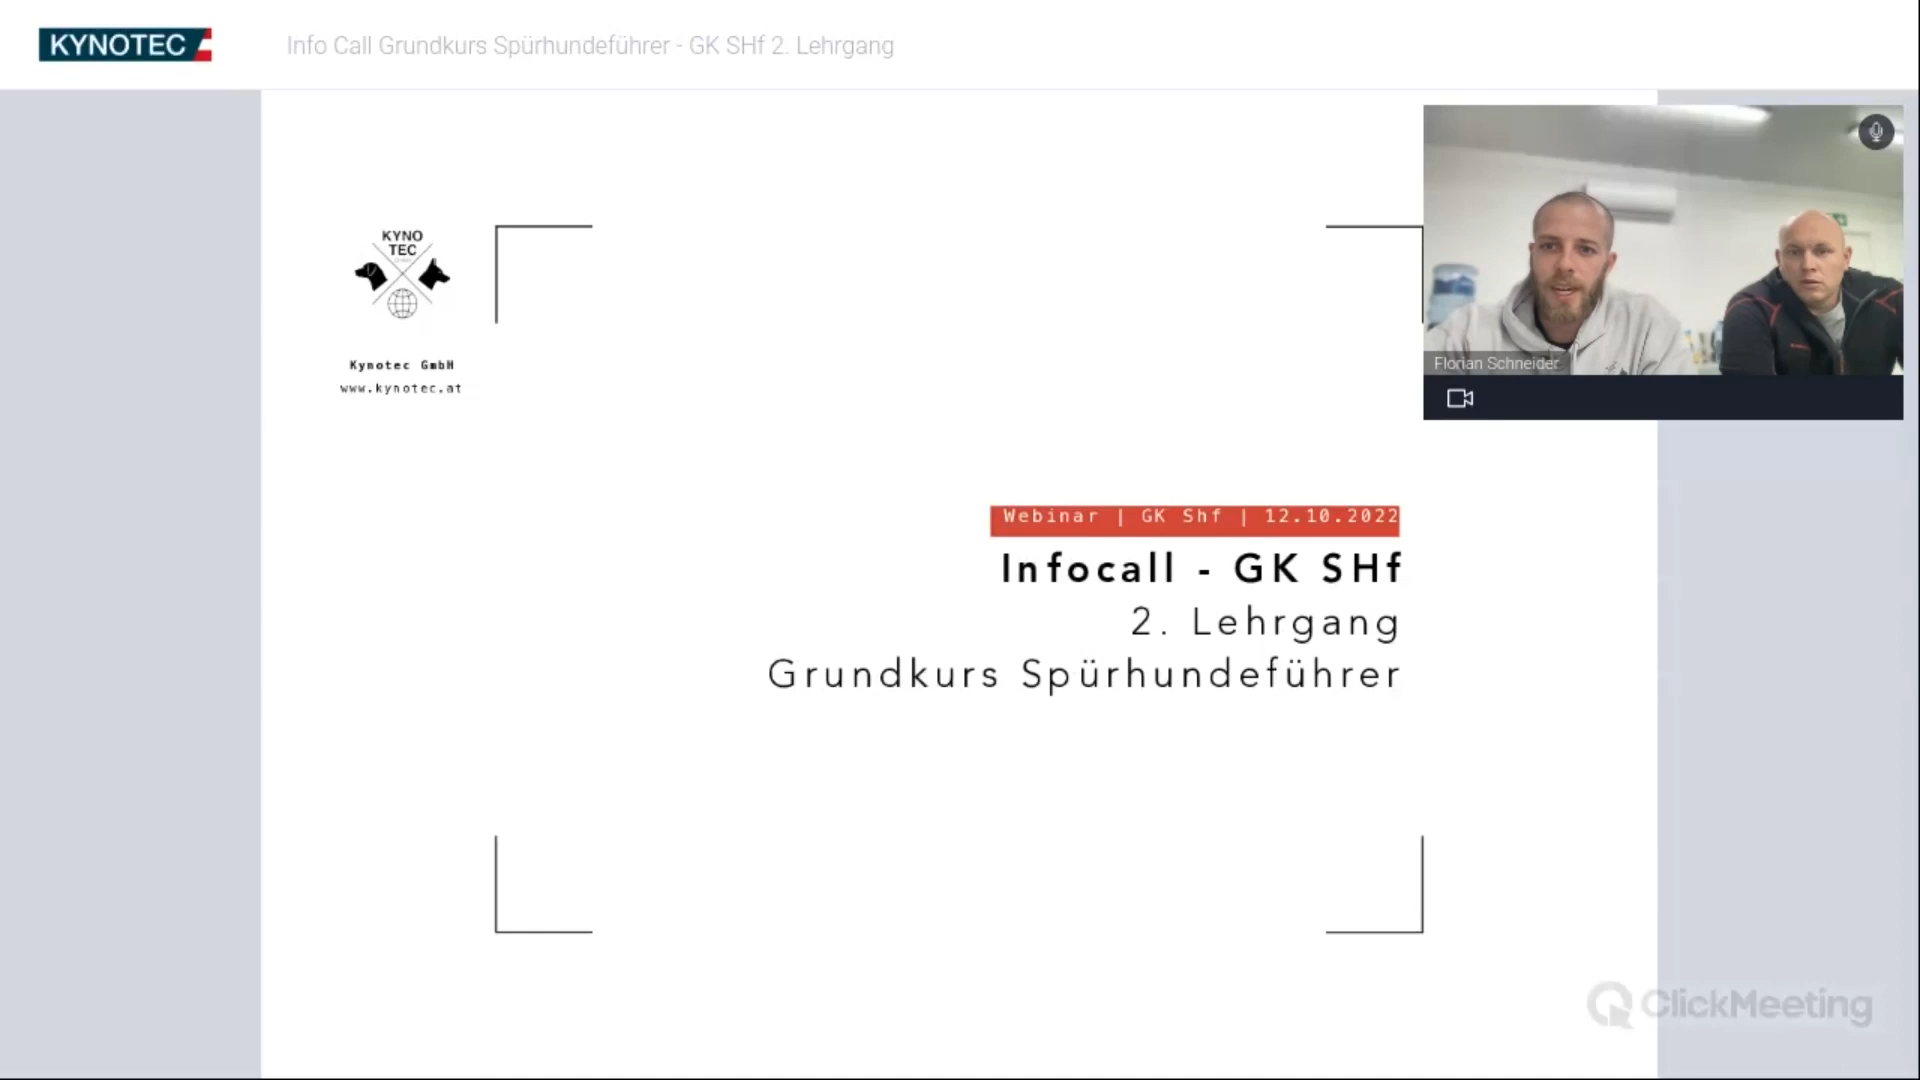 KYNOTEC
Info Call Grundkurs Spürhundeführer - GK SHf 2. Lehrgang
KYNO
TEC
Kynotec GmbH
www.kynotec.at
Florian Schneider
Webinar | GK Shf | 12.10.2022
Infocall - GK SHf
2. Lehrgang
Grundkurs Spürhundeführer
ClickMeeting